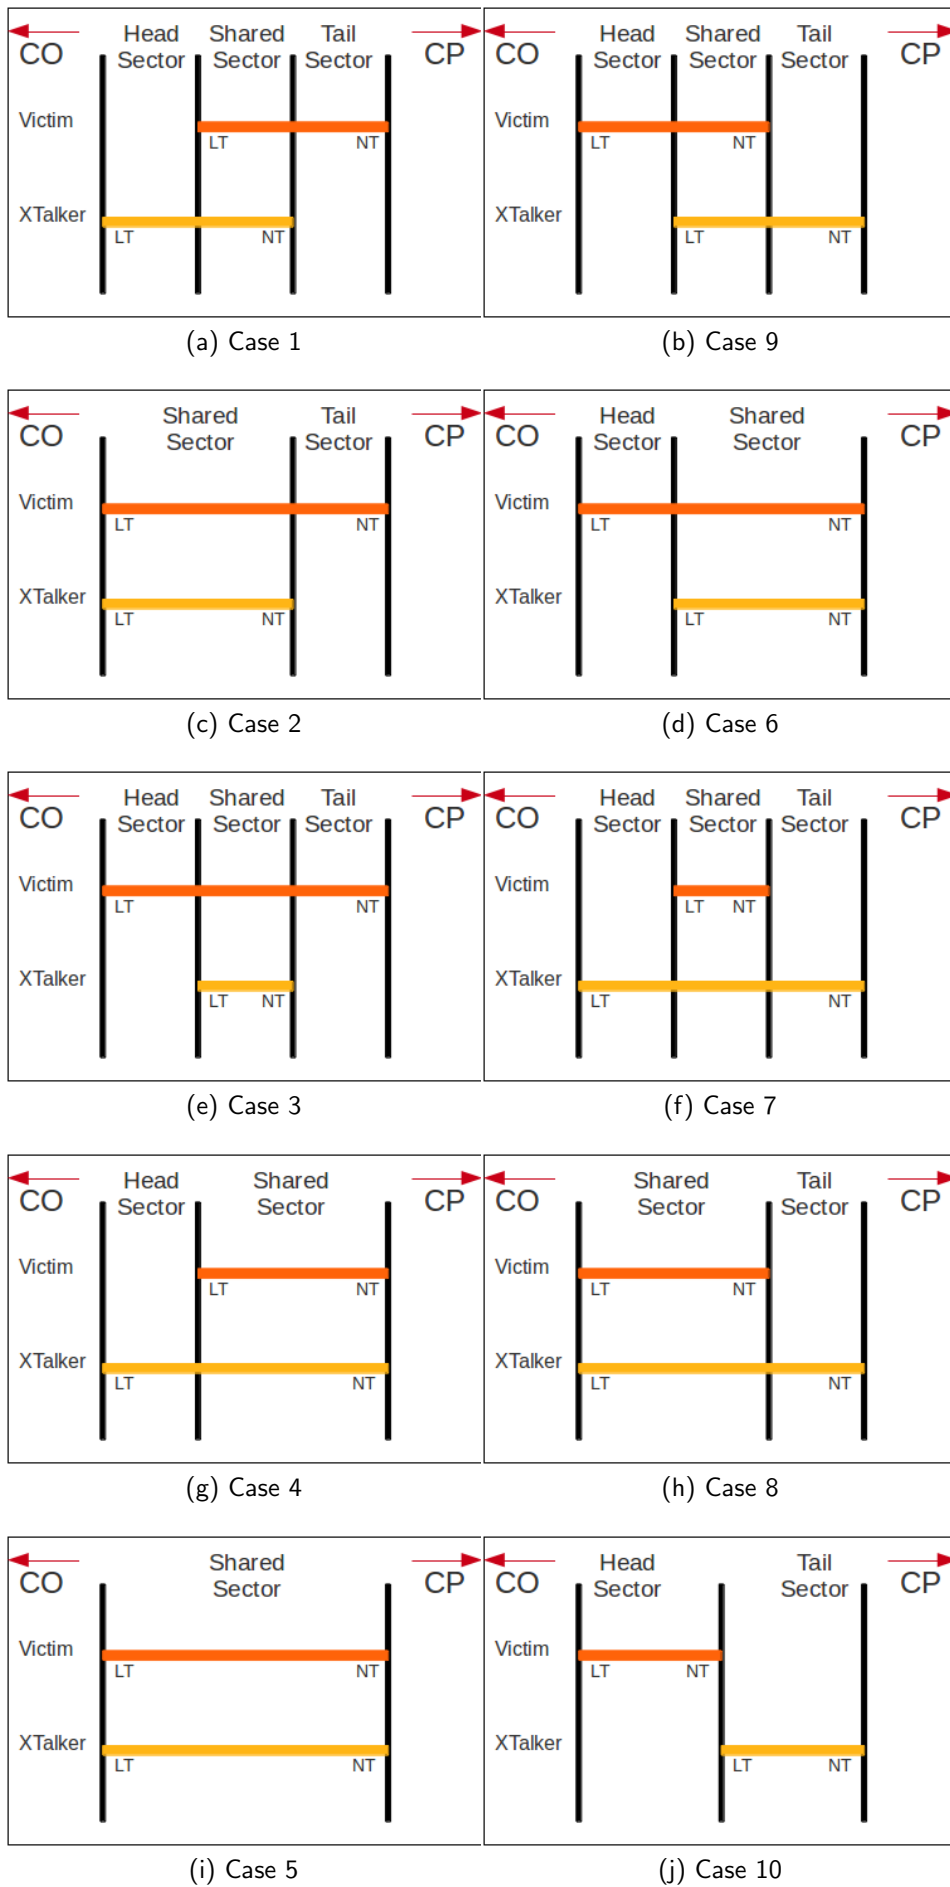 Head Shared Tail
CO Sector Sector Sector CP
Victim
LT NT
XTalker
LT NT
(a) Case 1
Head Shared Tail
CO Sector Sector Sector CP
Victim
LT NT
XTalker
LT NT
(b) Case 9
Shared Tail
CO Sector Sector CP
Victim
LT NT
XTalker
LT NT
(c) Case 2
Head Shared
CO Sector Sector CP
Victim
LT NT
XTalker
LT NT
(d) Case 6
Head Shared Tail
CO Sector Sector Sector CP
Victim
LT NT
XTalker
LT NT
(e) Case 3
Head Shared Tail
CO Sector Sector Sector CP
Victim
LT NT
XTalker
LT NT
(f) Case 7
Head Shared
CO Sector Sector CP
Victim
LT NT
XTalker
LT NT
(g) Case 4
Shared Tail
CO Sector Sector CP
Victim
LT NT
XTalker
LT NT
(h) Case 8
Shared
CO Sector CP
Victim
LT NT
XTalker
LT NT
(i) Case 5
Head Tail
CO Sector Sector CP
Victim
LT NT
XTalker
LT NT
(j) Case 10